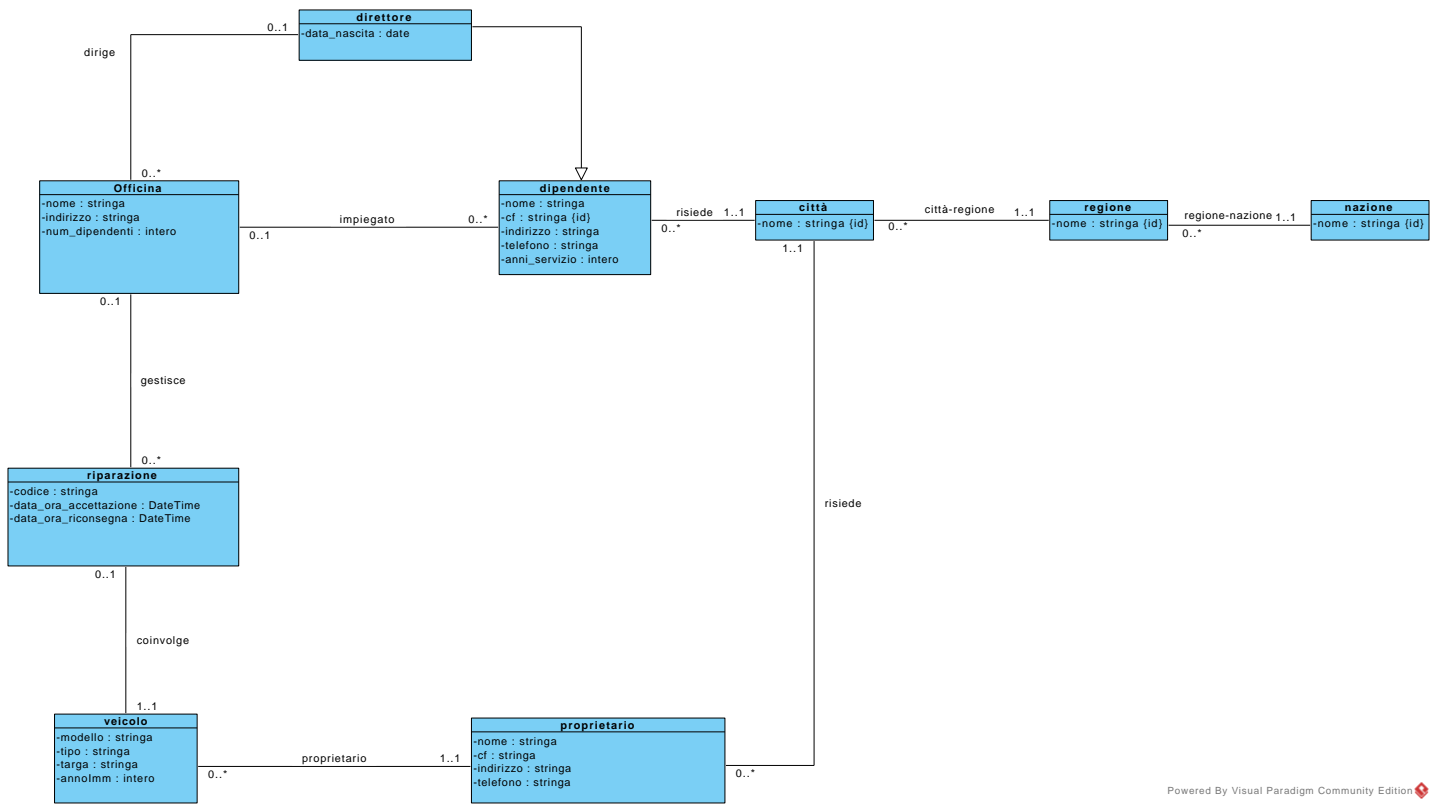 direttore
-data_nascita : date
0..1
dirige
0..*
Officina
-nome : stringa
-indirizzo : stringa
-num_dipendenti : intero
impiegato
0..1
0..*
dipendente
-nome : stringa
-cf : stringa {id}
-indirizzo : stringa
-telefono : stringa
-anni_servizio : intero
risiede
1..1
0..*
città
-nome : stringa {id}
città-regione
1..1
0..*
regione
-nome : stringa {id}
regione-nazione
1..1
0..*
nazione
-nome : stringa {id}
1..1
0..1
gestisce
0..*
riparazione
-codice : stringa
-data_ora_accettazione : DateTime
-data_ora_riconsegna : DateTime
risiede
0..1
coinvolge
1..1
veicolo
-modello : stringa
-tipo : stringa
-targa : stringa
-annoImm : intero
proprietario
1..1
0..*
proprietario
-nome : stringa
-cf : stringa
-indirizzo : stringa
-telefono : stringa
0..*
Powered By Visual Paradigm Community Edition